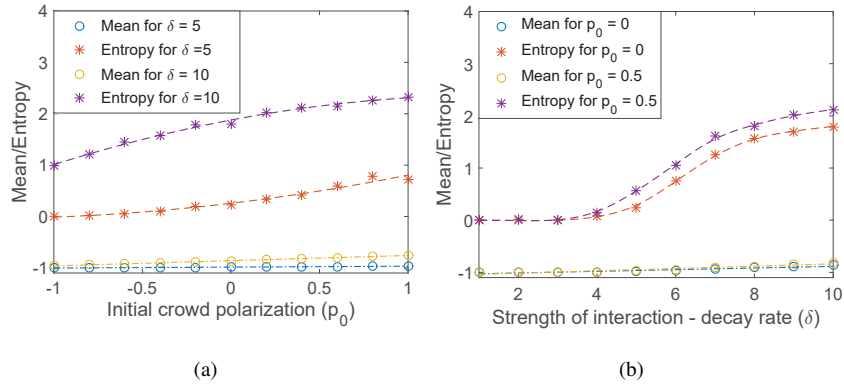 4
3
2
1
0
-1
Mean/Entropy
Mean for δ = 5
Entropy for δ =5
Mean for δ = 10
Entropy for δ =10
-1 -0.5 0 0.5 1
Initial crowd polarization (p0)
(a)
4
3
2
1
0
-1
Mean/Entropy
Mean for p0 = 0
Entropy for p0 = 0
Mean for p0 = 0.5
Entropy for p0 = 0.5
2 4 6 8 10
Strength of interaction - decay rate (δ)
(b)